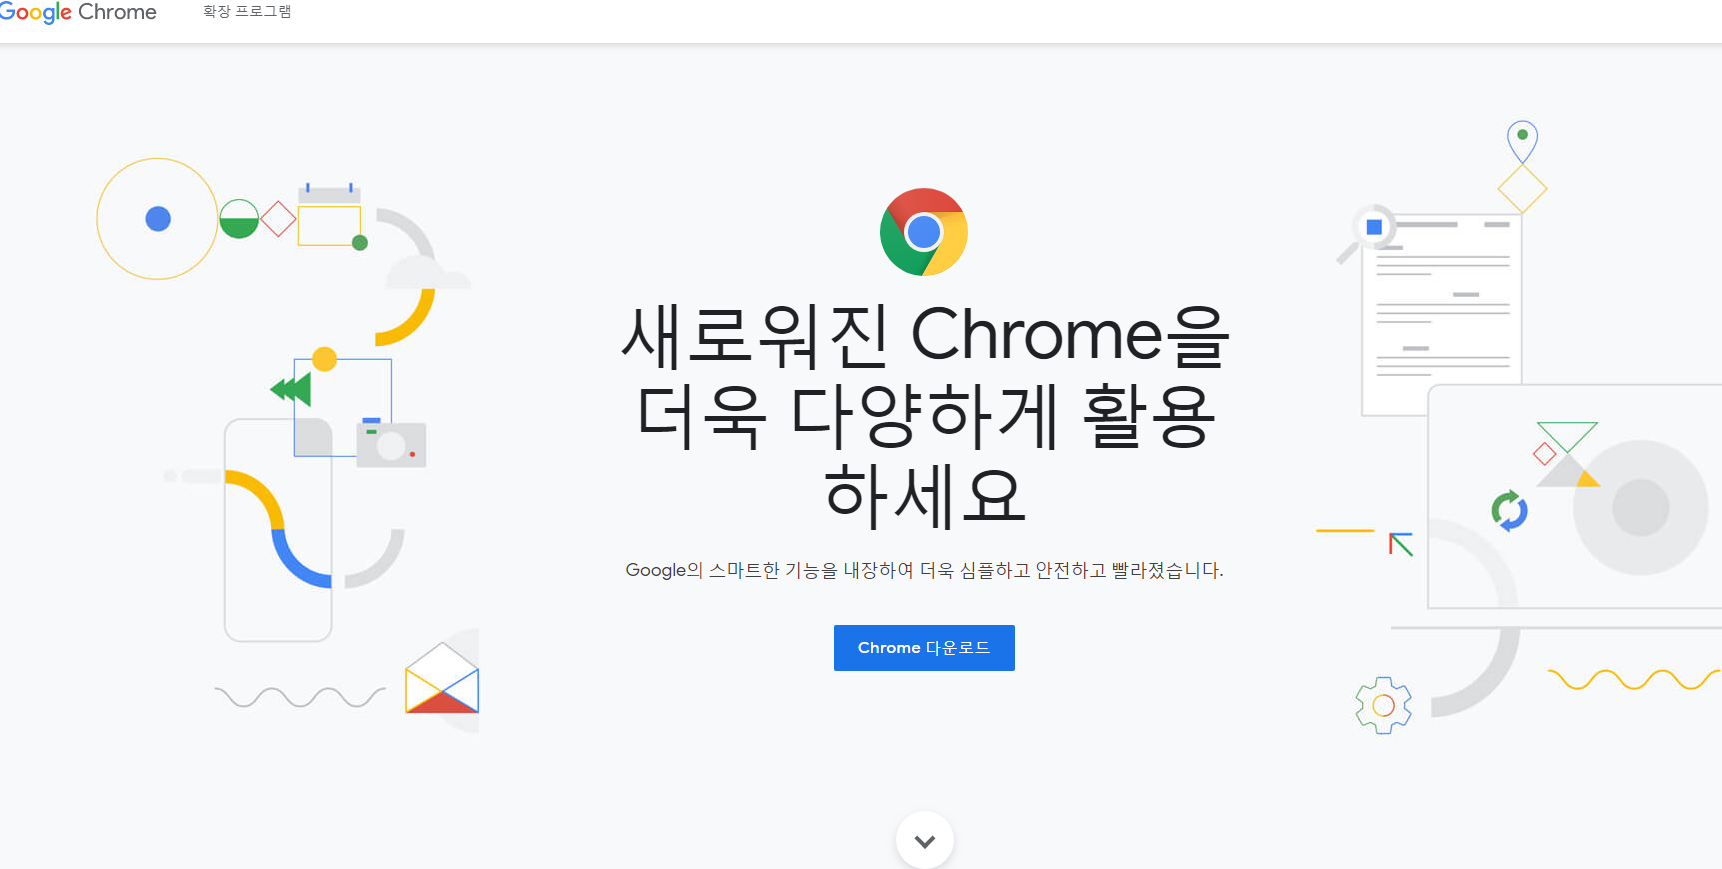 Google Chrome 확장 프로그램
새로워진 Chrome을
더욱 다양하게 활용
하세요
Google의 스마트한 기능을 내장하여 더욱 심플하고 안전하고 빨라졌습니다.
Chrome 다운로드